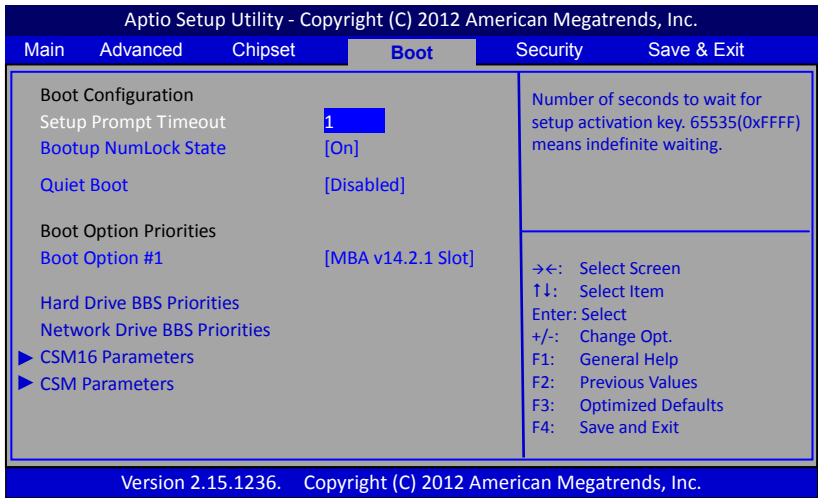 Aptio Setup Utility - Copyright (C) 2012 American Megatrends, Inc.
Main Advanced Chipset Boot Security Save & Exit
Boot Configuration
Setup Prompt Timeout 1
Bootup NumLock State [On]
Quiet Boot [Disabled]
Boot Option Priorities
Boot Option #1 [MBA v14.2.1 Slot]
Hard Drive BBS Priorities
Network Drive BBS Priorities
▶ CSM16 Parameters
▶ CSM Parameters
Number of seconds to wait for
setup activation key. 65535(0xFFFF)
means indefinite waiting.
→←: Select Screen
↑↓: Select Item
Enter: Select
+/-: Change Opt.
F1: General Help
F2: Previous Values
F3: Optimized Defaults
F4: Save and Exit
Version 2.15.1236. Copyright (C) 2012 American Megatrends, Inc.